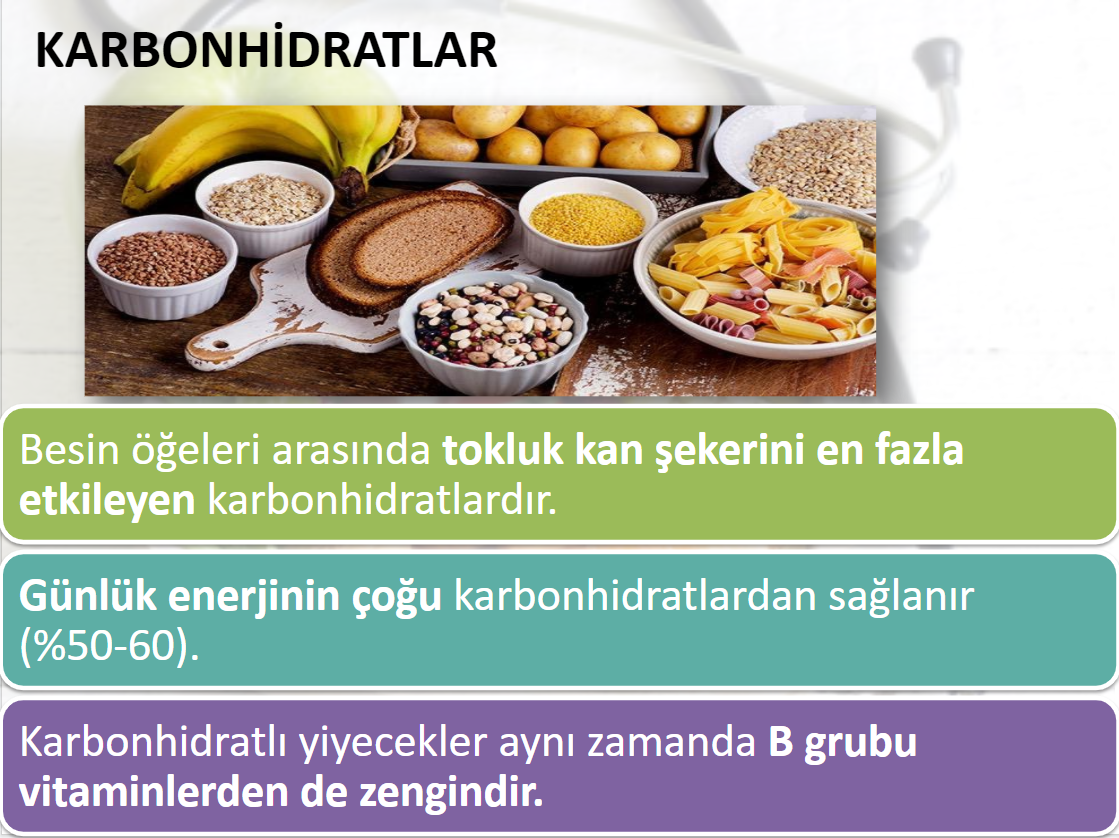 KARBONHİDRATLAR
Besin öğeleri arasında tokluk kan şekerini en fazla
etkileyen karbonhidratlardır.
Günlük enerjinin çoğu karbonhidratlardan sağlanır
(%50-60).
Karbonhidratlı yiyecekler aynı zamanda B grubu
vitaminlerden de zengindir.